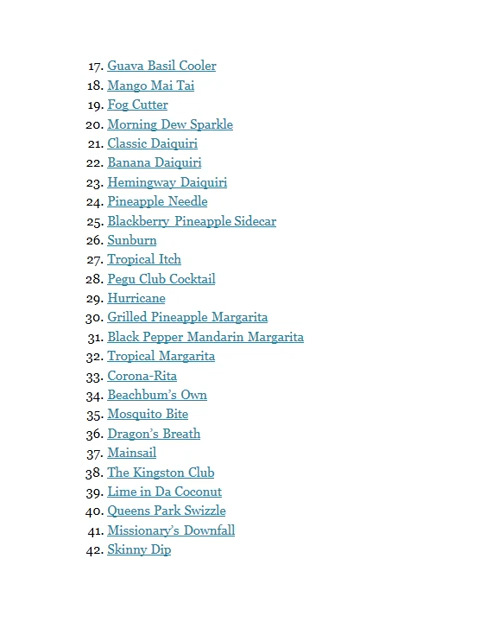 17. Guava Basil Cooler
18. Mango Mai Tai
19. Fog Cutter
20. Morning Dew Sparkle
21. Classic Daiquiri
22. Banana Daiquiri
23. Hemingway Daiquiri
24. Pineapple Needle
25. Blackberry Pineapple Sidecar
26. Sunburn
27. Tropical Itch
28. Pegu Club Cocktail
29. Hurricane
30. Grilled Pineapple Margarita
31. Black Pepper Mandarin Margarita
32. Tropical Margarita
33. Corona-Rita
34. Beachbum's Own
35. Mosquito Bite
36. Dragon's Breath
37. Mainsail
38. The Kingston Club
39. Lime in Da Coconut
40. Queens Park Swizzle
41. Missionary's Downfall
42. Skinny Dip